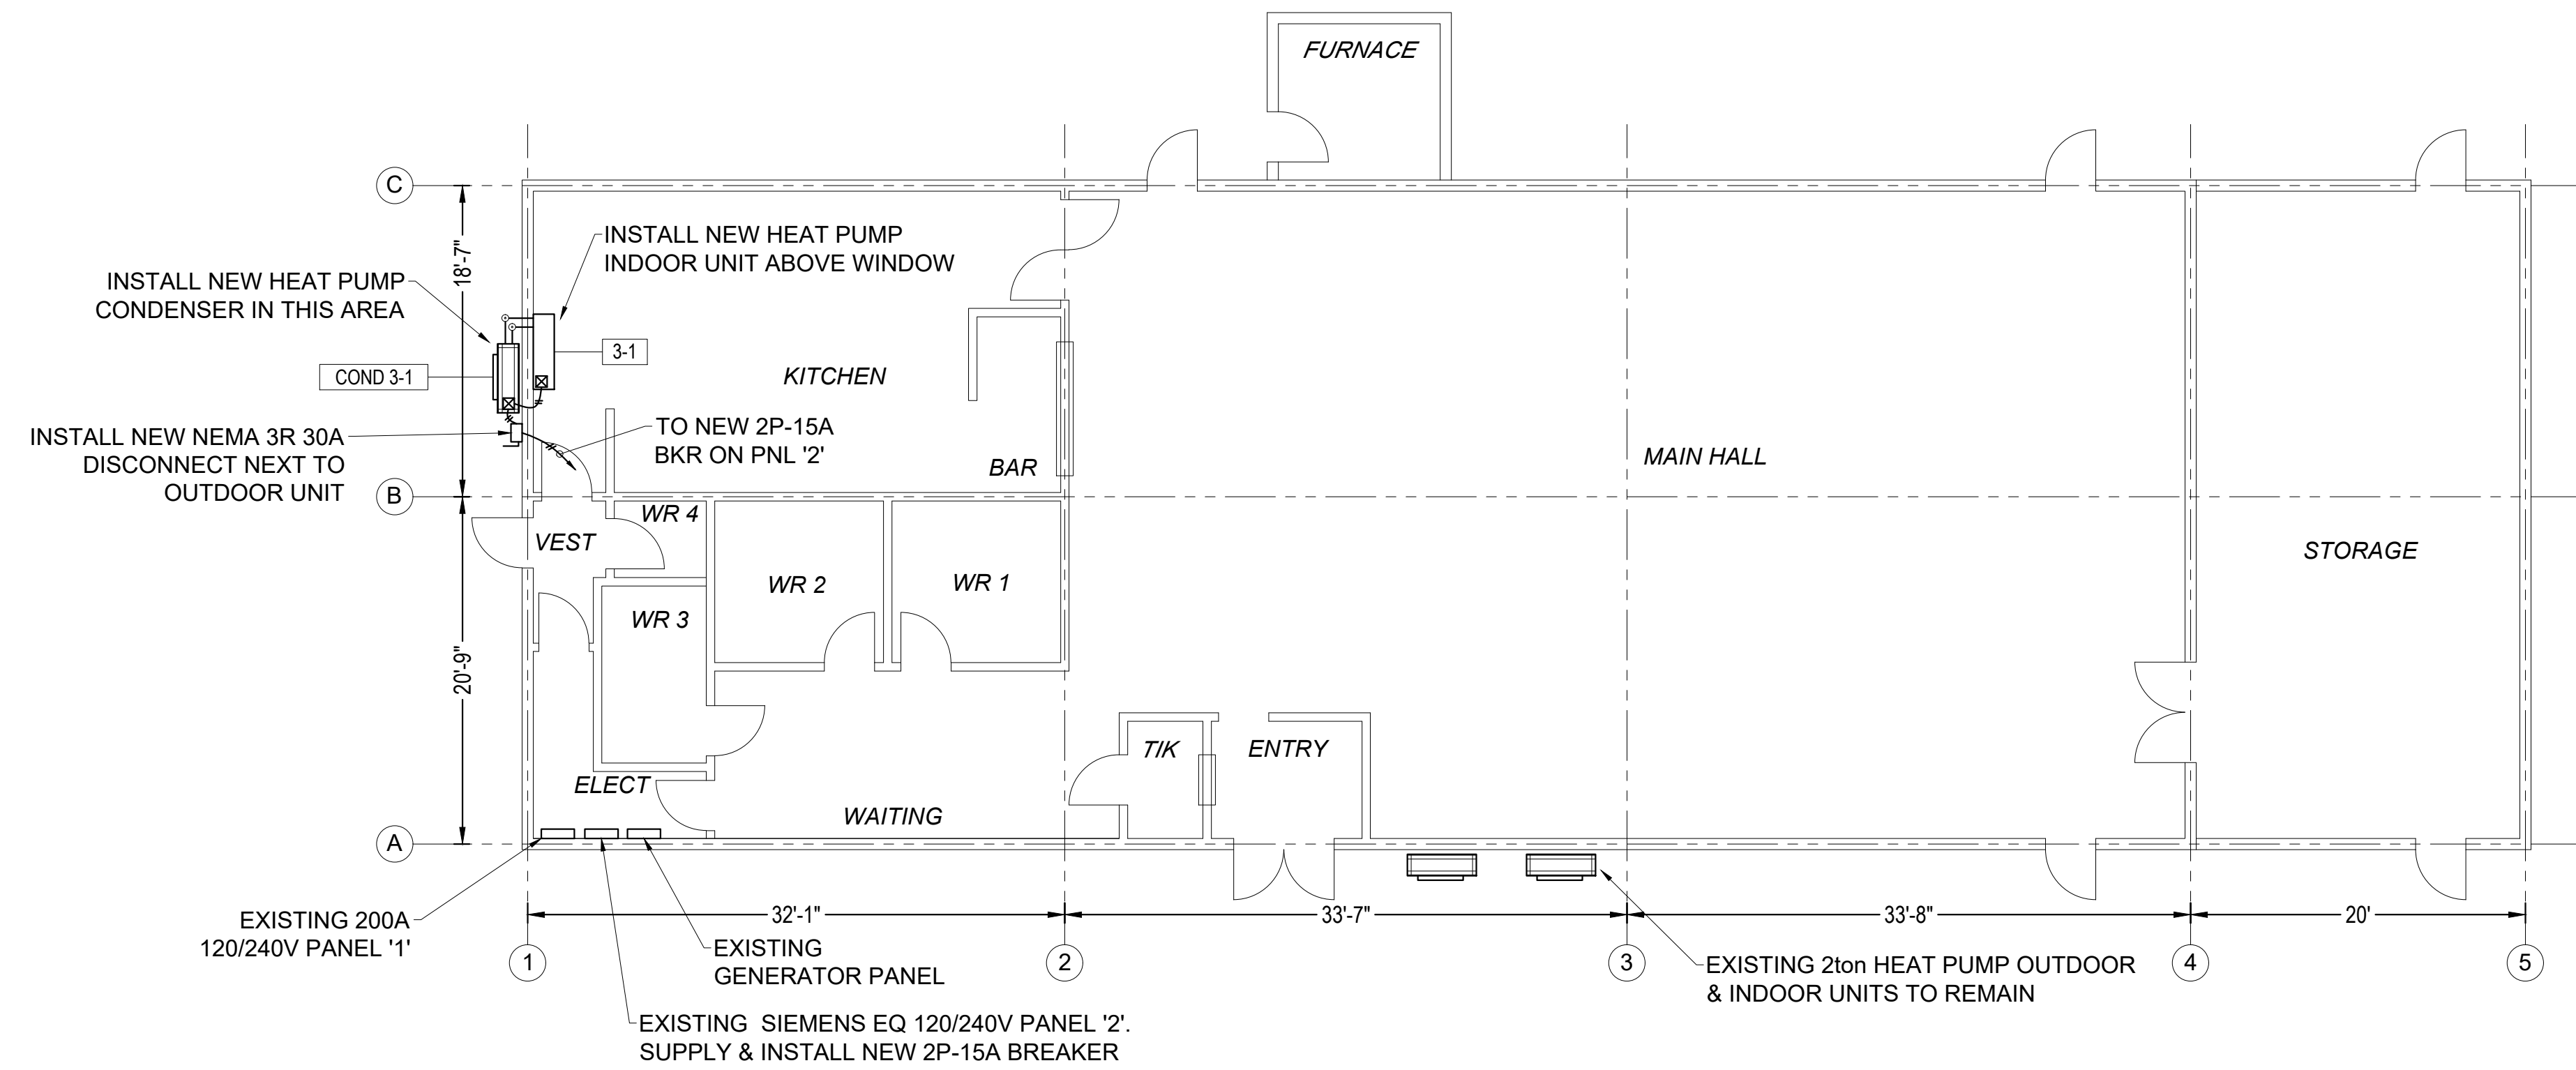 FURNACE
C
18'-7"
INSTALL NEW HEAT PUMP
INDOOR UNIT ABOVE WINDOW
INSTALL NEW HEAT PUMP
CONDENSER IN THIS AREA
3-1
COND 3-1
KITCHEN
INSTALL NEW NEMA 3R 30A
DISCONNECT NEXT TO
OUTDOOR UNIT
TO NEW 2P-15A
BKR ON PNL '2'
BAR
MAIN HALL
B
WR 4
VEST
WR 2
WR 1
STORAGE
WR 3
20'-9"
TIK
ENTRY
ELECT
WAITING
A
EXISTING 200A
120/240V PANEL '1'
32'-1"
33'-7"
33'-8"
20'
EXISTING
GENERATOR PANEL
1
2
3
4
5
EXISTING 2ton HEAT PUMP OUTDOOR
& INDOOR UNITS TO REMAIN
EXISTING  SIEMENS EQ 120/240V PANEL '2'.
SUPPLY & INSTALL NEW 2P-15A BREAKER